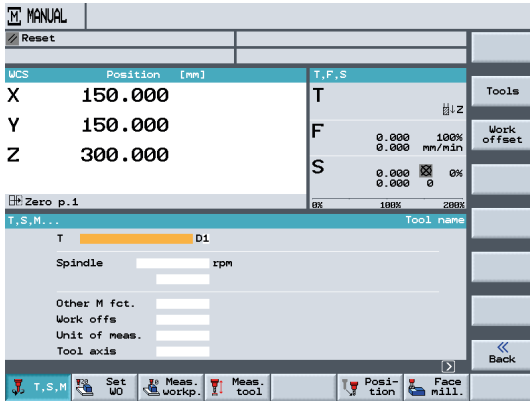 M MANUAL
Reset
WCS Position [mm] T,F,S
X 150.000
Y 150.000
Z 300.000
Zero p.1
T
Z
F 0.000 100%
0.000 mm/min
S 0.000 0%
0.000 0
0% 100% 200%
T,S,M... Tool name
T D1
Spindle rpm
Other M fct.
Work offs
Unit of meas.
Tool axis
Tools
Work
offset
«
Back
T,S,M
Set
WO
Meas.
workp.
Meas.
tool
Posi-
tion
Face
mill.